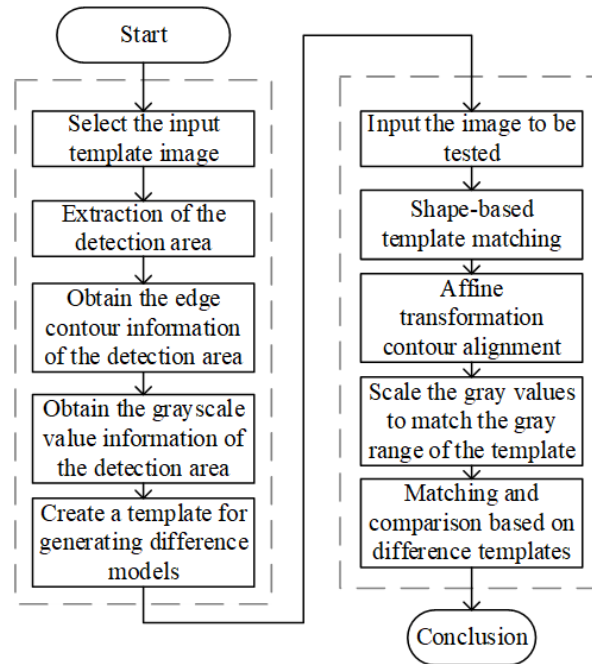 Start
Select the input
template image
Extraction of the
detection area
Obtain the edge
contour information
of the detection area
Obtain the grayscale
value information of
the detection area
Create a template for
generating difference
models
Input the image to be
tested
Shape-based
template matching
Affine
transformation
contour alignment
Scale the gray values
to match the gray
range of the template
Matching and
comparison based on
difference templates
Conclusion